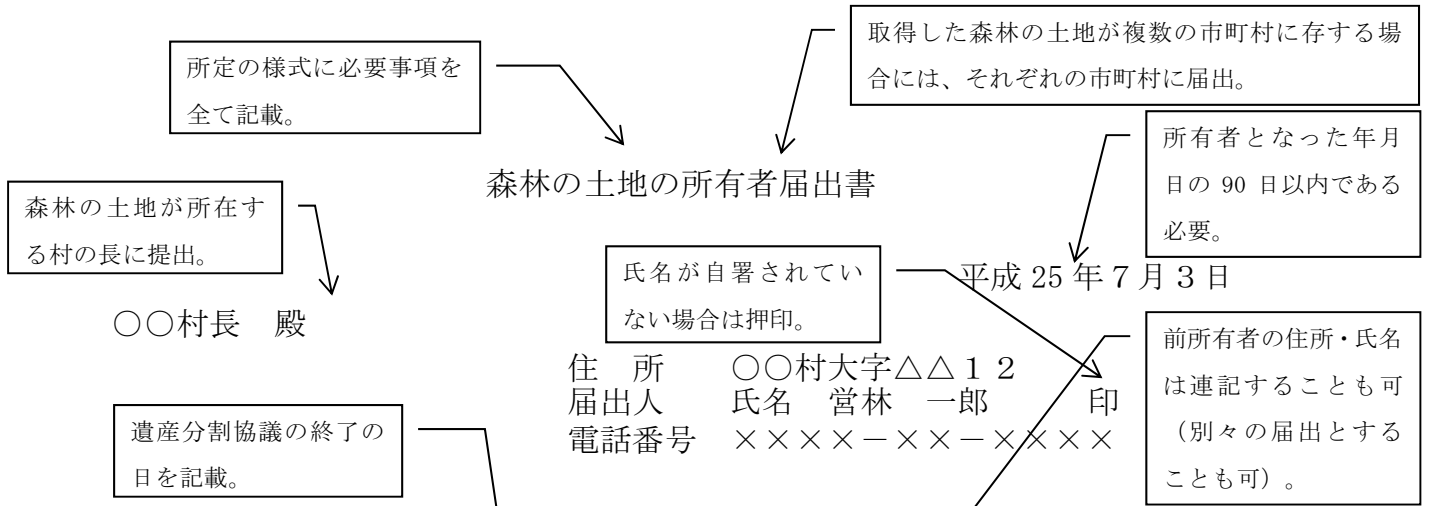 取得した森林の土地が複数の市町村に存する場
合には、それぞれの市町村に届出。
所定の様式に必要事項を
全て記載。
所有者となった年月
日の 90 日以内である
必要。
森林の土地の所有者届出書
森林の土地が所在す
る村の長に提出。
氏名が自署されてい
ない場合は押印。
平成 25 年７月３日
○○村長　殿
前所有者の住所・氏名
は連記することも可
（別々の届出とする
ことも可）。
住　所　　○○村大字△△１２
届出人　　氏名　営林　一郎　　　印
電話番号　××××－××－××××
遺産分割協議の終了の
日を記載。